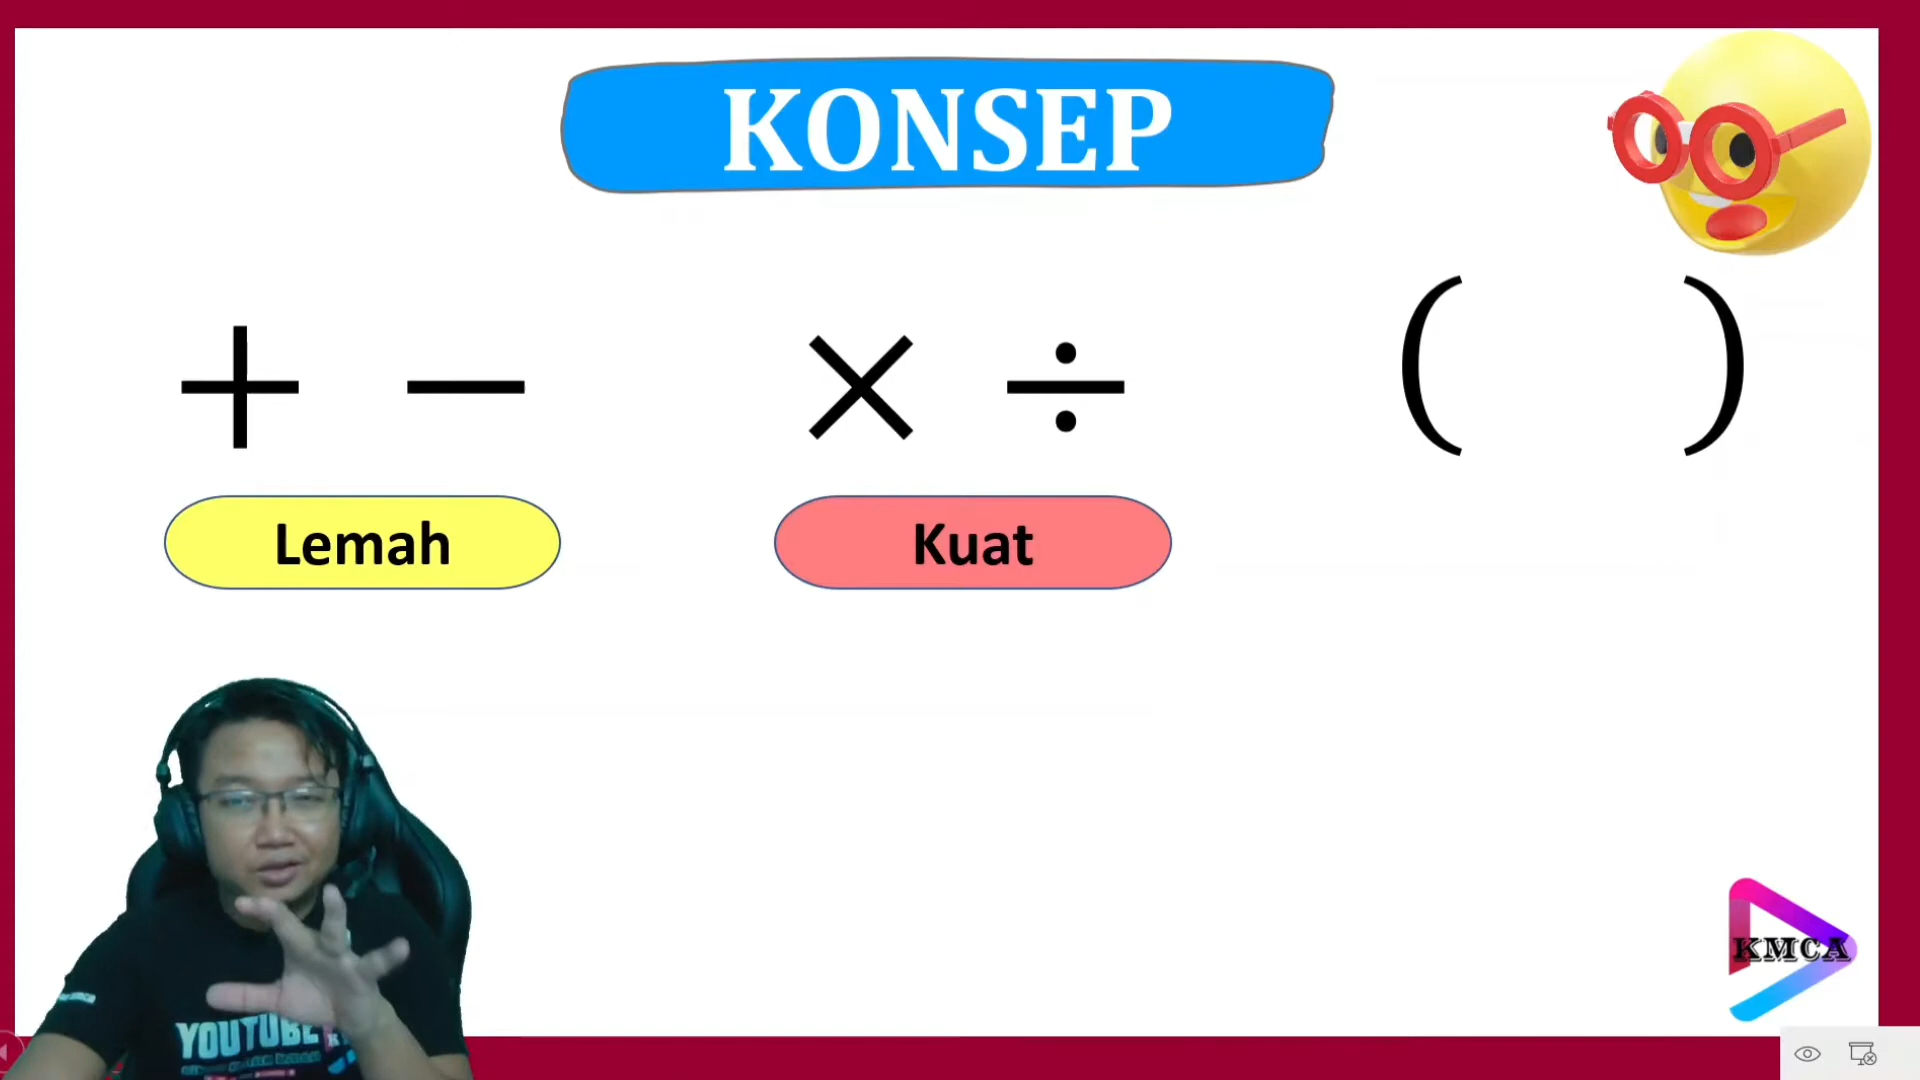 KONSEP
+ − × ÷ ( )
Lemah Kuat
KMCA
YOUTUBE